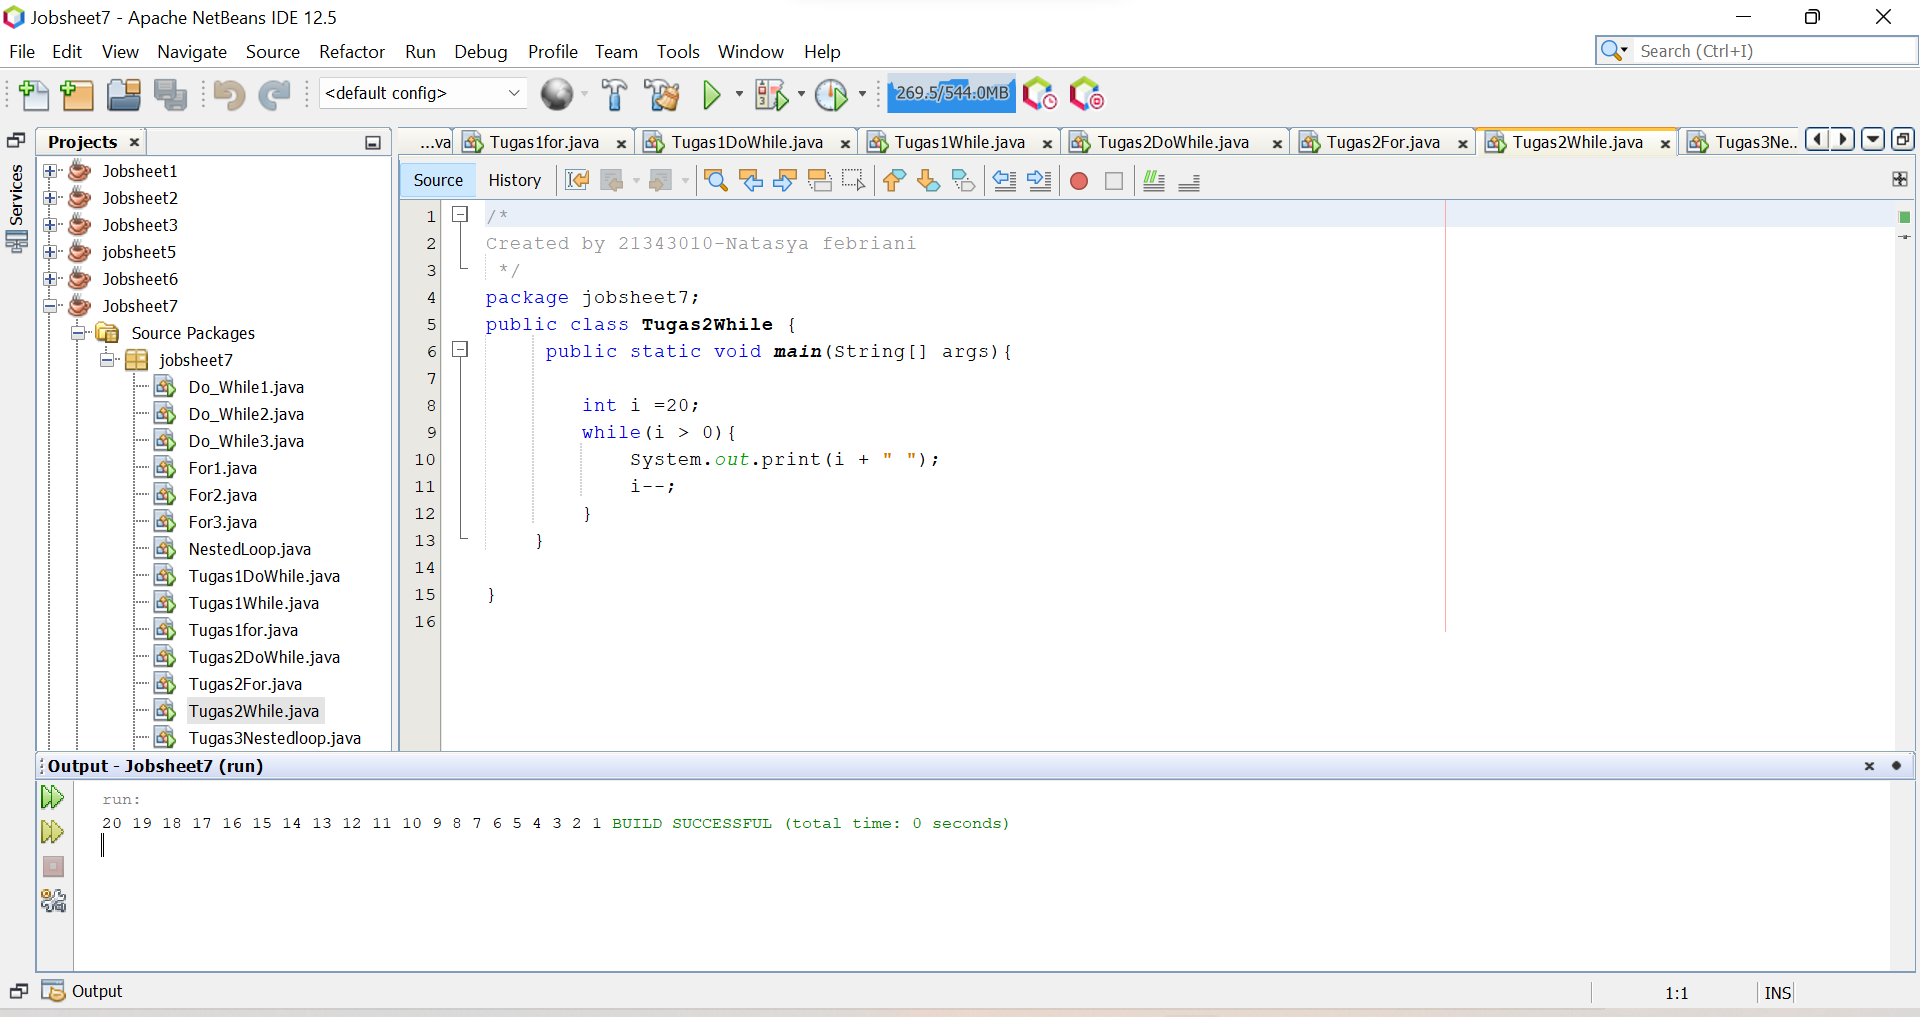 Jobsheet7 - Apache NetBeans IDE 12.5
File Edit View Navigate Source Refactor Run Debug Profile Team Tools Window Help
Search (Ctrl+I)
<default config>
269.5/544.0MB
Projects
...va Tugas1for.java Tugas1DoWhile.java Tugas1While.java Tugas2DoWhile.java Tugas2For.java Tugas2While.java Tugas3Ne..
Services
Jobsheet1
Jobsheet2
Jobsheet3
jobsheet5
Jobsheet6
Jobsheet7
Source Packages
jobsheet7
Do_While1.java
Do_While2.java
Do_While3.java
For1.java
For2.java
For3.java
NestedLoop.java
Tugas1DoWhile.java
Tugas1While.java
Tugas1for.java
Tugas2DoWhile.java
Tugas2For.java
Tugas2While.java
Tugas3Nestedloop.java
Source History
1 /*
2 Created by 21343010-Natasya febriani
3 */
4 package jobsheet7;
5 public class Tugas2While {
6 public static void main(String[] args){
7
8 int i =20;
9 while(i > 0){
10 System.out.print(i + " ");
11 i--;
12 }
13 }
14
15 }
16
Output - Jobsheet7 (run)
run:
20 19 18 17 16 15 14 13 12 11 10 9 8 7 6 5 4 3 2 1 BUILD SUCCESSFUL (total time: 0 seconds)
Output
1:1 INS